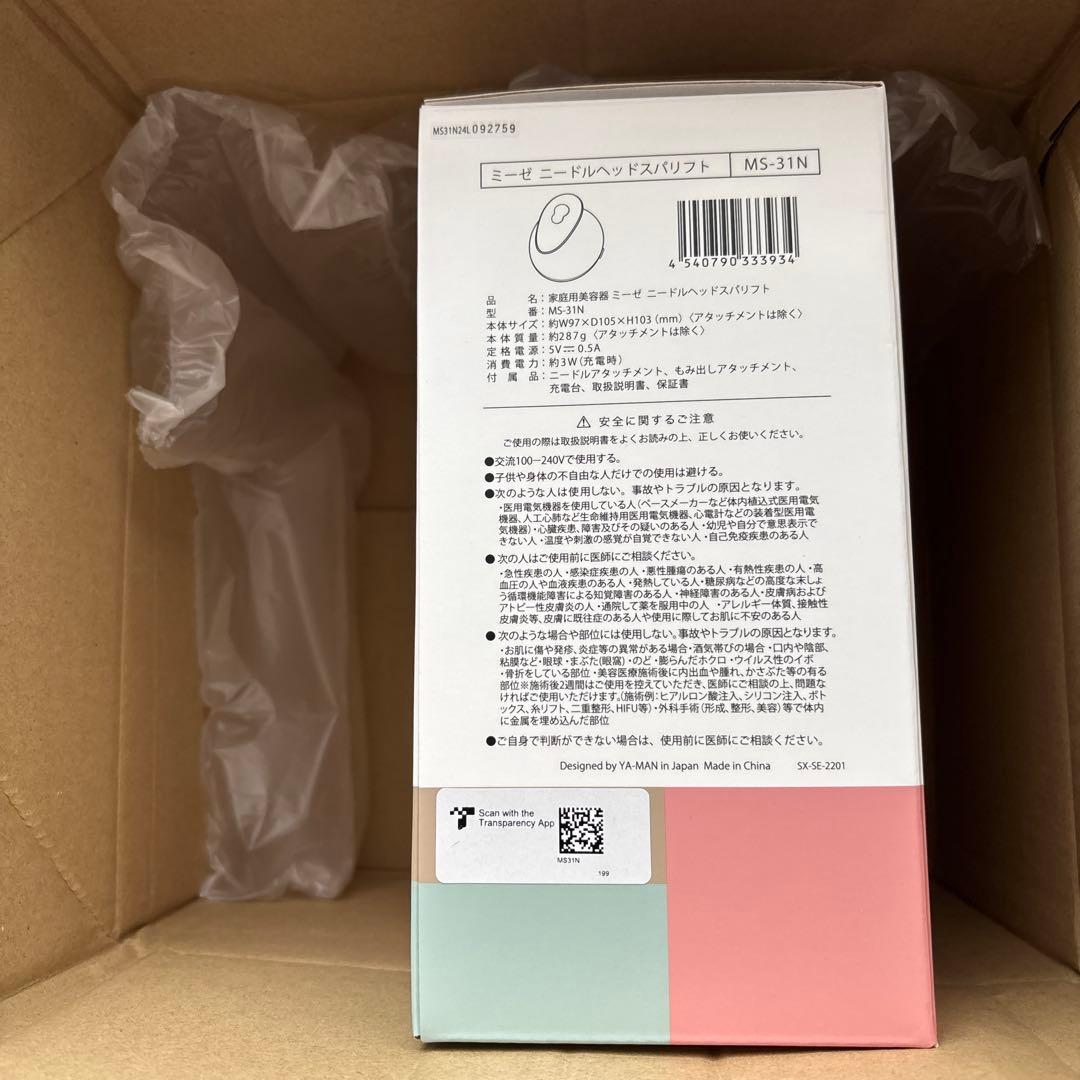 MS31N24L092759
ミーゼ ニードルヘッドスパリフト MS-31N
4 540790 333934
品名:家庭用美容器 ミーゼ ニードルヘッドスパリフト
型番:MS-31N
本体サイズ:約W97×D105×H103(mm)〈アタッチメントは除く〉
本体質量:約287g〈アタッチメントは除く〉
定格電源:5V⎓0.5A
消費電力:約3W(充電時)
付属品:ニードルアタッチメント、もみ出しアタッチメント、
充電台、取扱説明書、保証書
⚠ 安全に関するご注意
ご使用の際は取扱説明書をよくお読みの上、正しくお使いください。
●交流100−240Vで使用する。
●子供や身体の不自由な人だけでの使用は避ける。
●次のような人は使用しない。事故やトラブルの原因となります。
・医用電気機器を使用している人(ペースメーカーなど体内植込式医用電気
機器、人工心肺など生命維持用医用電気機器、心電計などの装着型医用電
気機器)・心臓疾患、障害及びその疑いのある人・幼児や自分で意思表示で
きない人・温度や刺激の感覚が自覚できない人・自己免疫疾患のある人
●次の人はご使用前に医師にご相談ください。
・急性疾患の人・感染症疾患の人・悪性腫瘍のある人・有熱性疾患の人・高
血圧の人や血液疾患のある人・発熱している人・糖尿病などの高度な末しょ
う循環機能障害による知覚障害のある人・神経障害のある人・皮膚病および
アトピー性皮膚炎の人・通院して薬を服用中の人 ・アレルギー体質、接触性
皮膚炎等、皮膚に既往症のある人や使用に際してお肌に不安のある人
●次のような場合や部位には使用しない。事故やトラブルの原因となります。
・お肌に傷や発疹、炎症等の異常がある場合・酒気帯びの場合・口内や陰部、
粘膜など・眼球・まぶた(眼窩)・のど・膨らんだホクロ・ウイルス性のイボ
・骨折をしている部位・美容医療施術後に内出血や腫れ、かさぶた等の有る
部位※施術後2週間はご使用を控えていただき、医師にご相談の上、問題な
ければご使用いただけます。(施術例:ヒアルロン酸注入、シリコン注入、ボト
ックス、糸リフト、二重整形、HIFU等)・外科手術(形成、整形、美容)等で体内
に金属を埋め込んだ部位
●ご自身で判断ができない場合は、使用前に医師にご相談ください。
Designed by YA-MAN in Japan Made in China SX-SE-2201
Scan with the
Transparency App
MS31N
199